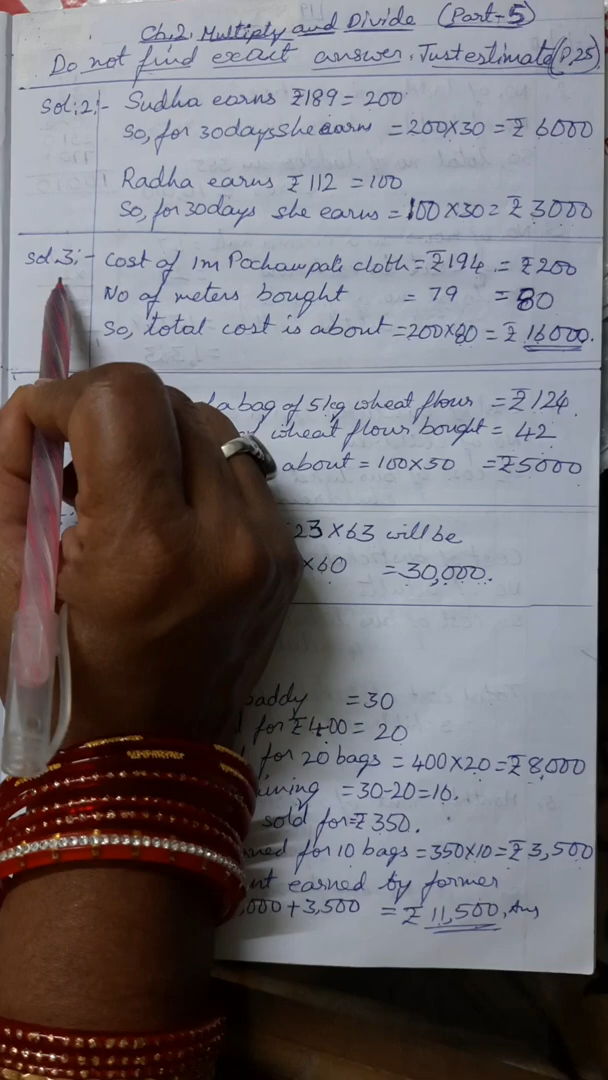 Ch.2 Multiply and Divide (Part-5)
Do not find exact answer. Just estimate (P.25)
Sol:2:- Sudha earns ₹189 = 200
So, for 30 days she earn = 200×30 = ₹6000
Radha earns ₹112 = 100
So, for 30 days she earns = 100×30 = ₹3000
Sol.3:- Cost of 1m Pochampali cloth = ₹194 = ₹200
No of meters bought = 79 = 80
So, total cost is about = 200×80 = ₹16000.
a bag of 5kg wheat flour = ₹124
wheat flour bought = 42
about = 100×50 = ₹5000
23×63 will be
×60 = 30,000.
paddy = 30
for ₹400 = 20
for 20 bags = 400×20 = ₹8,000
= 30-20 = 10.
sold for = ₹350.
for 10 bags = 350×10 = ₹3,500
earned by farmer
,000 + 3,500 = ₹11,500. Ans